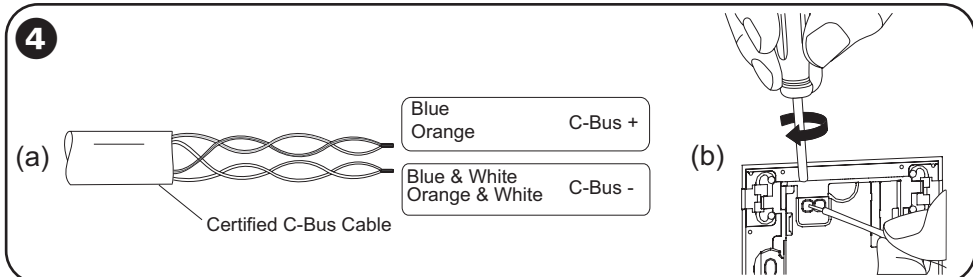 4
(a)
Blue
Orange
C-Bus +
Blue & White
Orange & White
C-Bus -
Certified C-Bus Cable
(b)